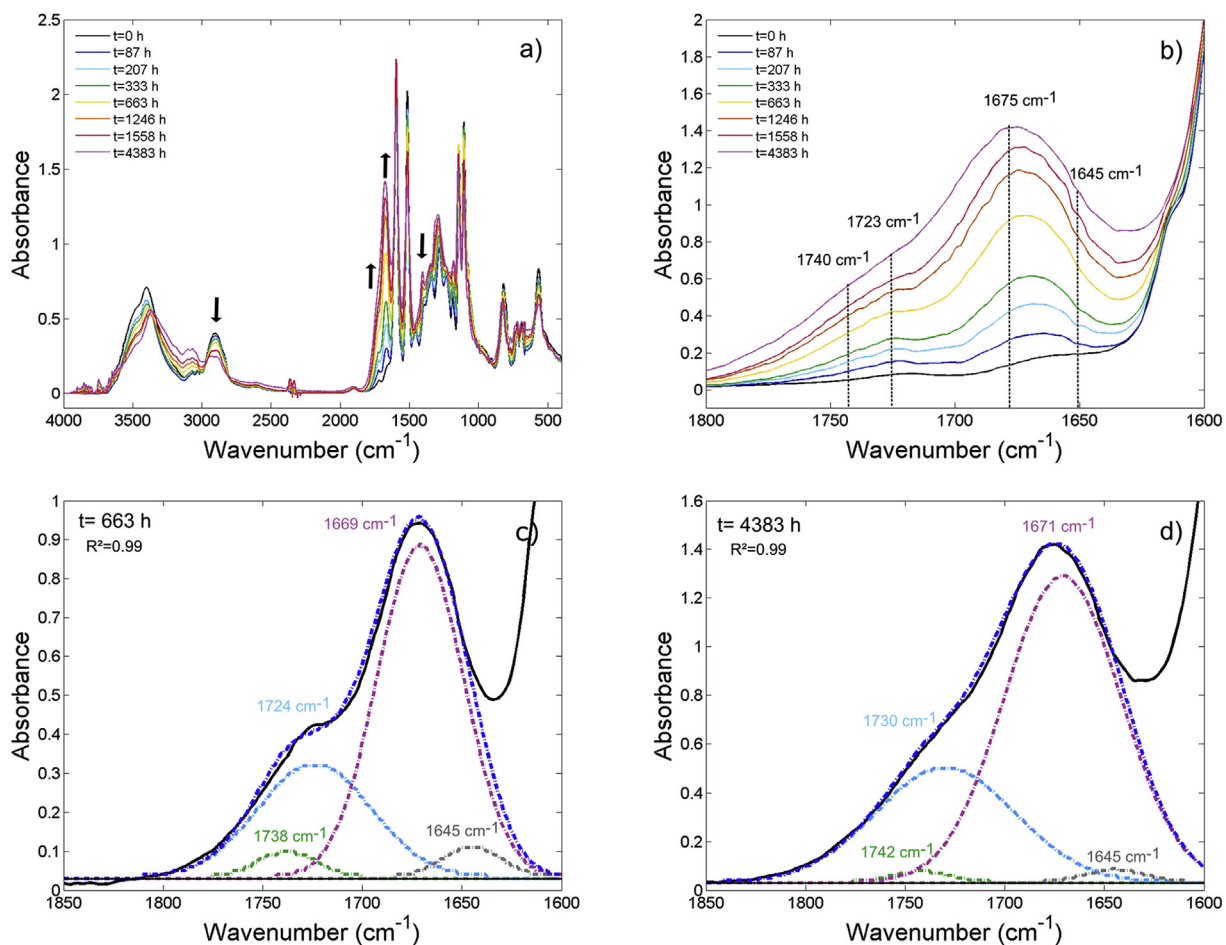 a)
t=0 h
t=87 h
t=207 h
t=333 h
t=663 h
t=1246 h
t=1558 h
t=4383 h
2.5
2
1.5
1
0.5
0
Absorbance
4000 3500 3000 2500 2000 1500 1000 500
Wavenumber (cm-1)
b)
t=0 h
t=87 h
t=207 h
t=333 h
t=663 h
t=1246 h
t=1558 h
t=4383 h
1675 cm-1
1645 cm-1
1723 cm-1
1740 cm-1
2
1.8
1.6
1.4
1.2
1
0.8
0.6
0.4
0.2
0
Absorbance
1800 1750 1700 1650 1600
Wavenumber (cm-1)
c)
t= 663 h
R²=0.99
1669 cm-1
1724 cm-1
1738 cm-1
1645 cm-1
1
0.9
0.8
0.7
0.6
0.5
0.4
0.3
0.2
0.1
0
Absorbance
1850 1800 1750 1700 1650 1600
Wavenumber (cm-1)
d)
t= 4383 h
R²=0.99
1671 cm-1
1730 cm-1
1742 cm-1
1645 cm-1
1.6
1.4
1.2
1
0.8
0.6
0.4
0.2
0
Absorbance
1850 1800 1750 1700 1650 1600
Wavenumber (cm-1)